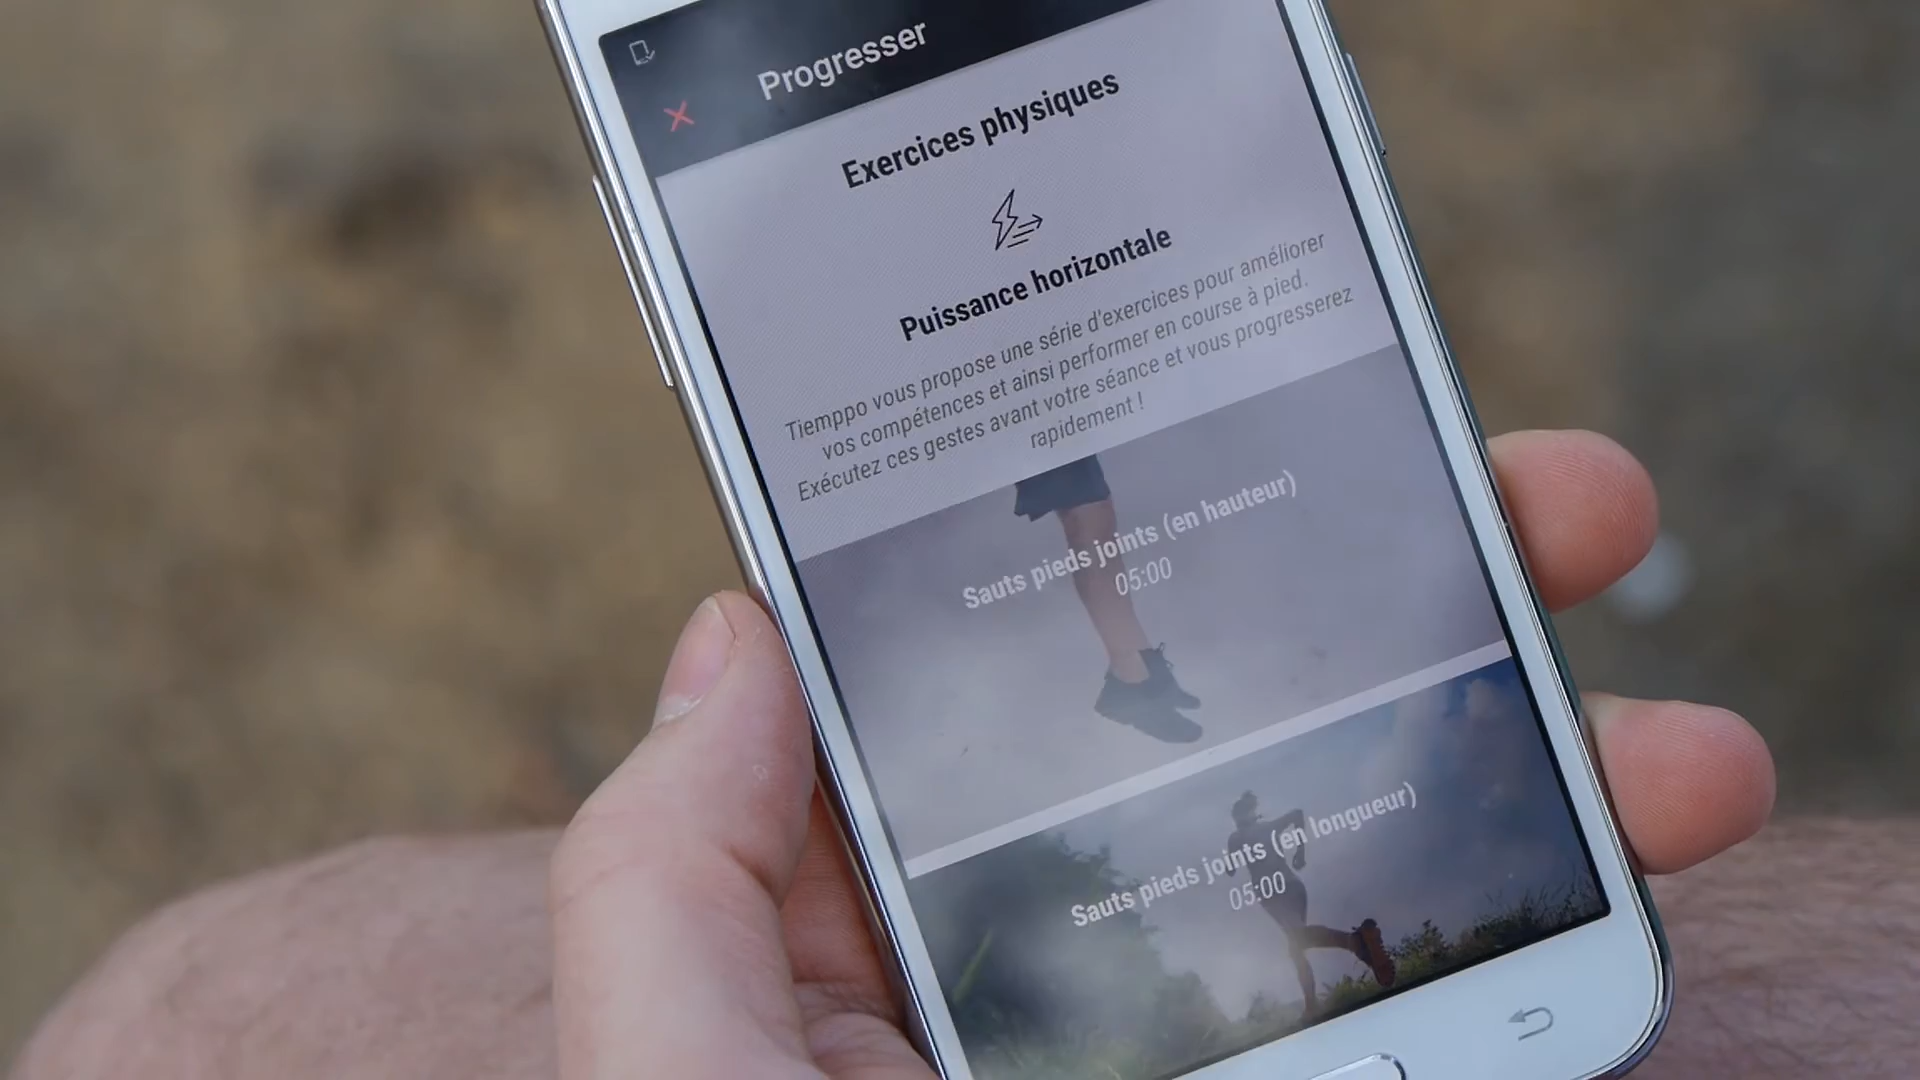 Progresser
Exercices physiques
Puissance horizontale
Tiemppo vous propose une série d'exercices pour améliorer
vos compétences et ainsi performer en course à pied.
Exécutez ces gestes avant votre séance et vous progresserez
rapidement !
Sauts pieds joints (en hauteur)
05:00
Sauts pieds joints (en longueur)
05:00